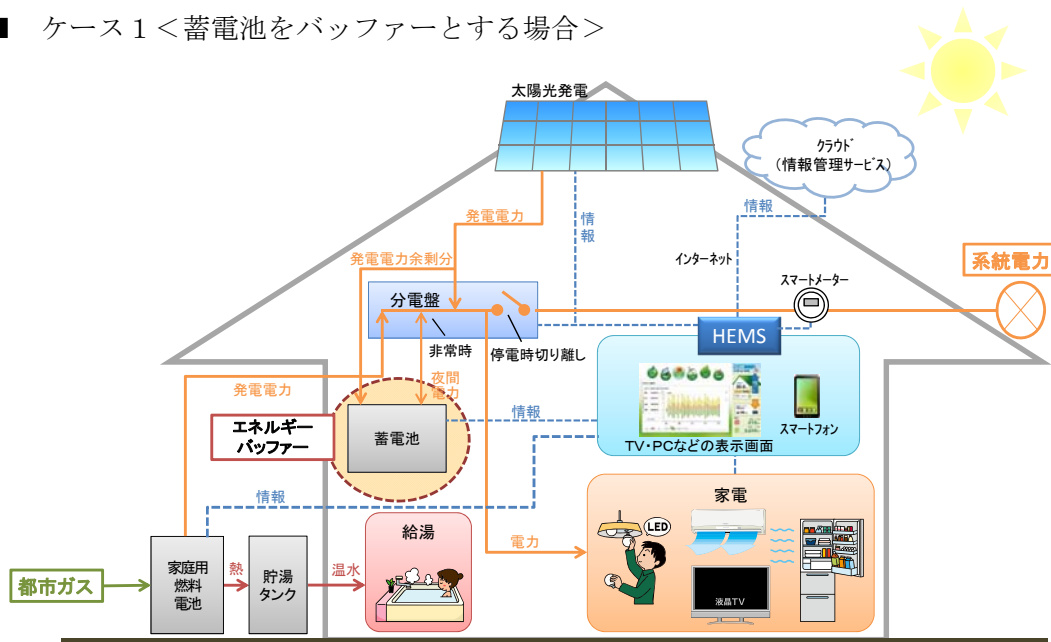 ■ ケース1<蓄電池をバッファーとする場合>
太陽光発電
クラウド
(情報管理サービス)
発電電力
情報
情報
発電電力余剰分
インターネット
系統電力
スマートメーター
分電盤
非常時
停電時切り離し
HEMS
発電電力
夜間
電力
エネルギー
バッファー
蓄電池
情報
スマートフォン
TV・PCなどの表示画面
情報
家電
給湯
LED
電力
都市ガス
家庭用
燃料
電池
熱
貯湯
タンク
温水
液晶TV